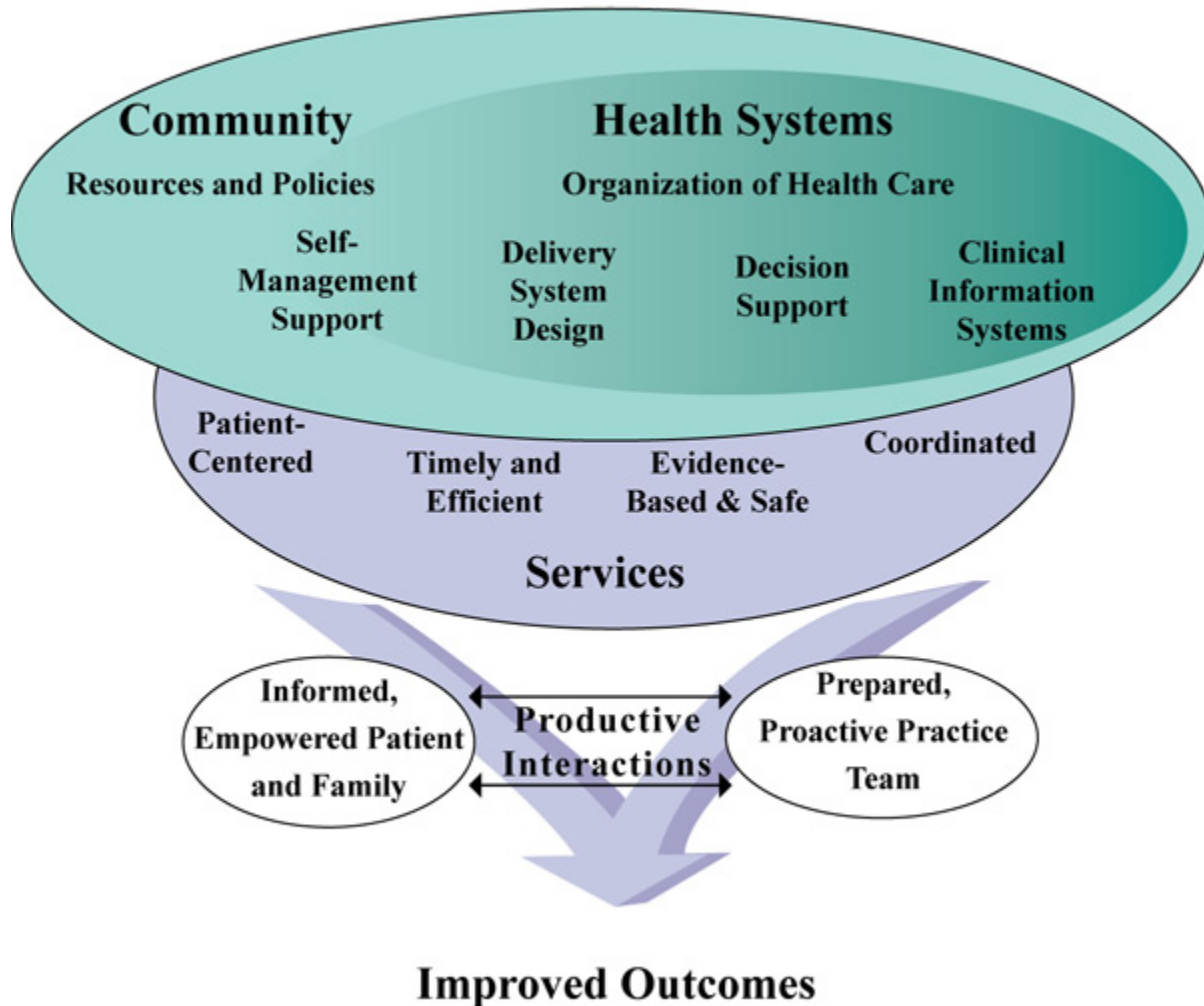 Community
Health Systems
Resources and Policies
Organization of Health Care
Self-
Management
Support
Delivery
System
Design
Decision
Support
Clinical
Information
Systems
Patient-
Centered
Timely and
Efficient
Evidence-
Based & Safe
Coordinated
Services
Informed,
Empowered Patient
and Family
Productive
Interactions
Prepared,
Proactive Practice
Team
Improved Outcomes